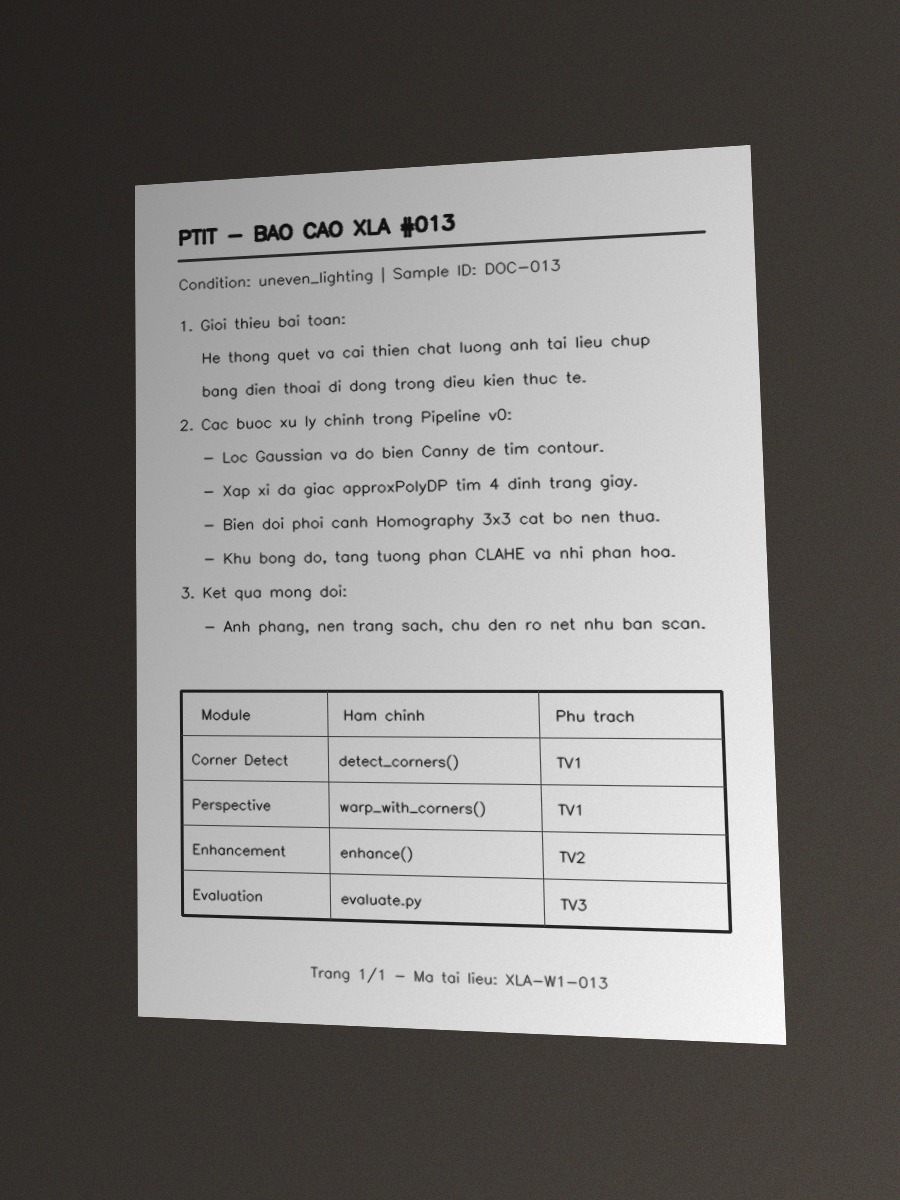 PTIT - BAO CAO XLA #013
Condition: uneven_lighting | Sample ID: DOC-013
1. Gioi thieu bai toan:
He thong quet va cai thien chat luong anh tai lieu chup
bang dien thoai di dong trong dieu kien thuc te.
2. Cac buoc xu ly chinh trong Pipeline v0:
- Loc Gaussian va do bien Canny de tim contour.
- Xap xi da giac approxPolyDP tim 4 dinh trang giay.
- Bien doi phoi canh Homography 3x3 cat bo nen thua.
- Khu bong do, tang tuong phan CLAHE va nhi phan hoa.
3. Ket qua mong doi:
- Anh phang, nen trang sach, chu den ro net nhu ban scan.
Module Ham chinh Phu trach
Corner Detect detect_corners() TV1
Perspective warp_with_corners() TV1
Enhancement enhance() TV2
Evaluation evaluate.py TV3
Trang 1/1 - Ma tai lieu: XLA-W1-013